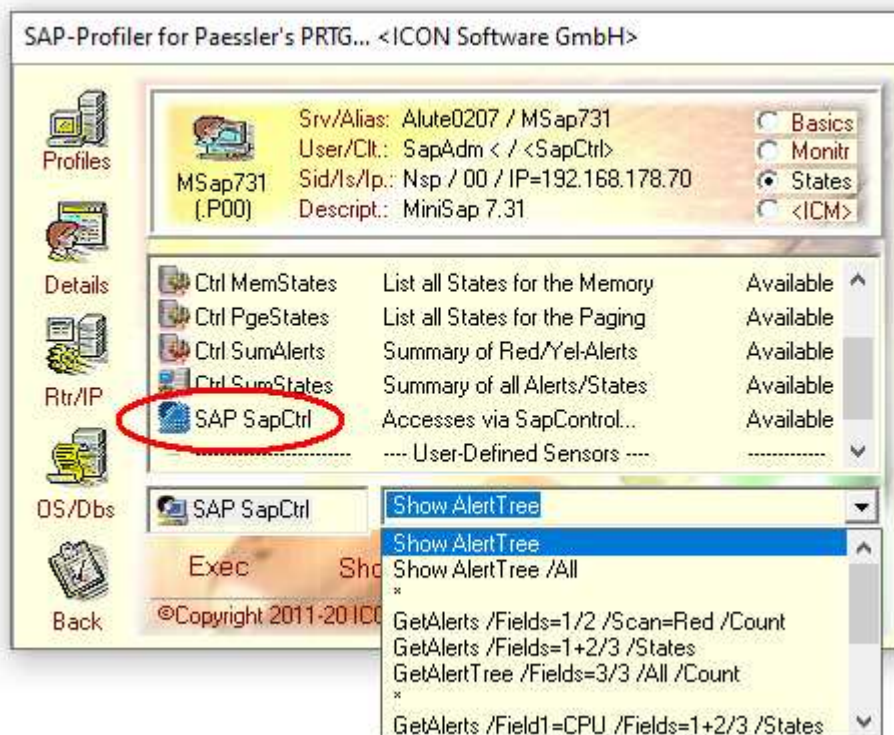 SAP-Profiler for Paessler's PRTG... <ICON Software GmbH>
Profiles
Details
Rtr/IP
OS/Dbs
Back
MSap731
(.P00)
Srv/Alias: Alute0207 / MSap731
User/Clt.: SapAdm < / <SapCtrl>
Sid/Is/Ip.: Nsp / 00 / IP=192.168.178.70
Descript.: MiniSap 7.31
Basics
Monitr
States
<ICM>
Ctrl MemStates List all States for the Memory Available
Ctrl PgeStates List all States for the Paging Available
Ctrl SumAlerts Summary of Red/Yel-Alerts Available
Ctrl SumStates Summary of all Alerts/States Available
SAP SapCtrl Accesses via SapControl... Available
-------------------------- ---- User-Defined Sensors ---- -------------
SAP SapCtrl Show AlertTree
Exec
©Copyright 2011-20
Show AlertTree
Show AlertTree /All
*
GetAlerts /Fields=1/2 /Scan=Red /Count
GetAlerts /Fields=1+2/3 /States
GetAlertTree /Fields=3/3 /All /Count
*
GetAlerts /Field1=CPU /Fields=1+2/3 /States